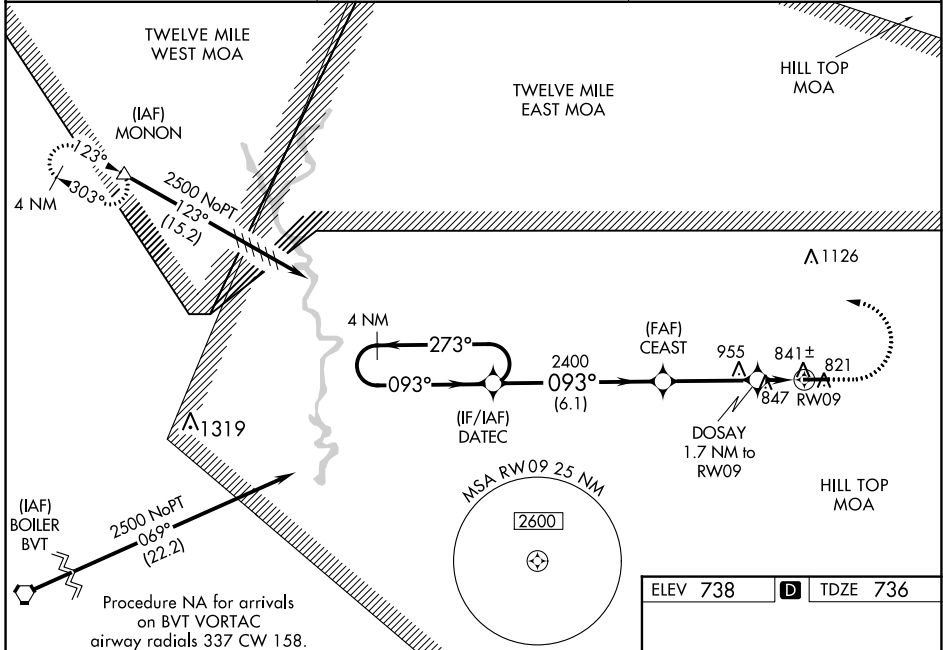 TWELVE MILE
WEST MOA
HILL TOP
MOA
TWELVE MILE
EAST MOA
(IAF)
MONON
123°
303°
4 NM
2500 NoPT
123°
(15.2)
1126
4 NM
273°
093°
(IF/IAF)
DATEC
2400
093°
(6.1)
(FAF)
CEAST
955
841±
821
847
RW09
DOSAY
1.7 NM to
RW09
1319
MSA RW09 25 NM
2600
HILL TOP
MOA
(IAF)
BOILER
BVT
2500 NoPT
069°
(22.2)
Procedure NA for arrivals
on BVT VORTAC
airway radials 337 CW 158.
ELEV 738 D TDZE 736